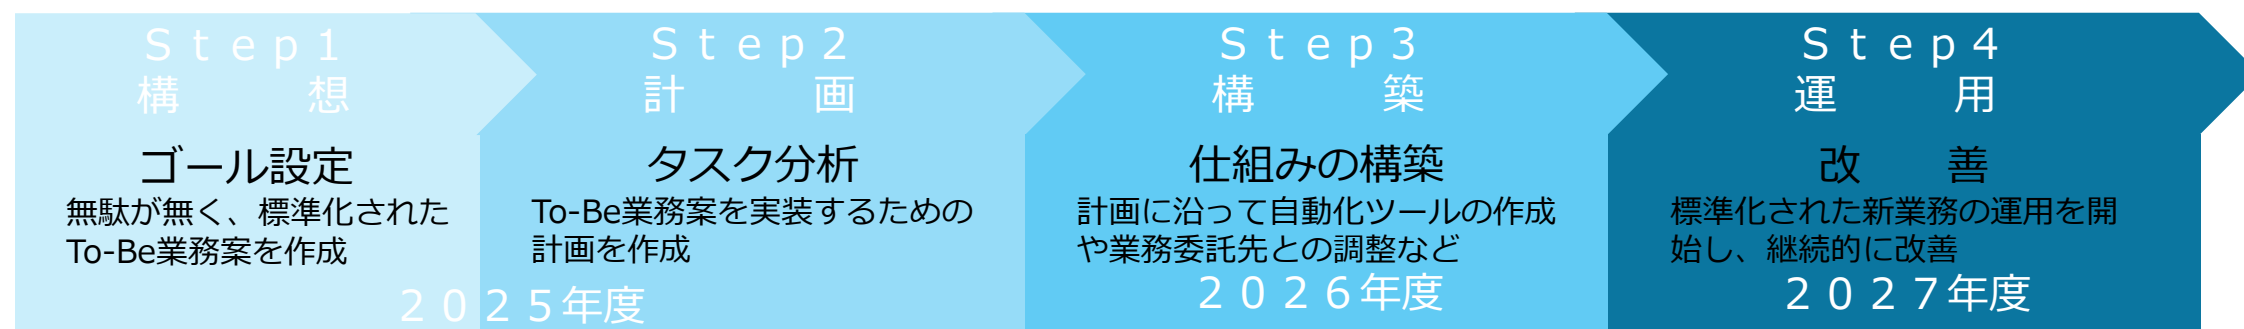 Ｓｔｅｐ１
構　　　想
ゴール設定
無駄が無く、標準化された
To-Be業務案を作成
Ｓｔｅｐ２
計　　　画
タスク分析
To-Be業務案を実装するための
計画を作成
２０２５年度
Ｓｔｅｐ３
構　　　築
仕組みの構築
計画に沿って自動化ツールの作成
や業務委託先との調整など
２０２６年度
Ｓｔｅｐ４
運　　　用
改　　善
標準化された新業務の運用を開
始し、継続的に改善
２０２７年度